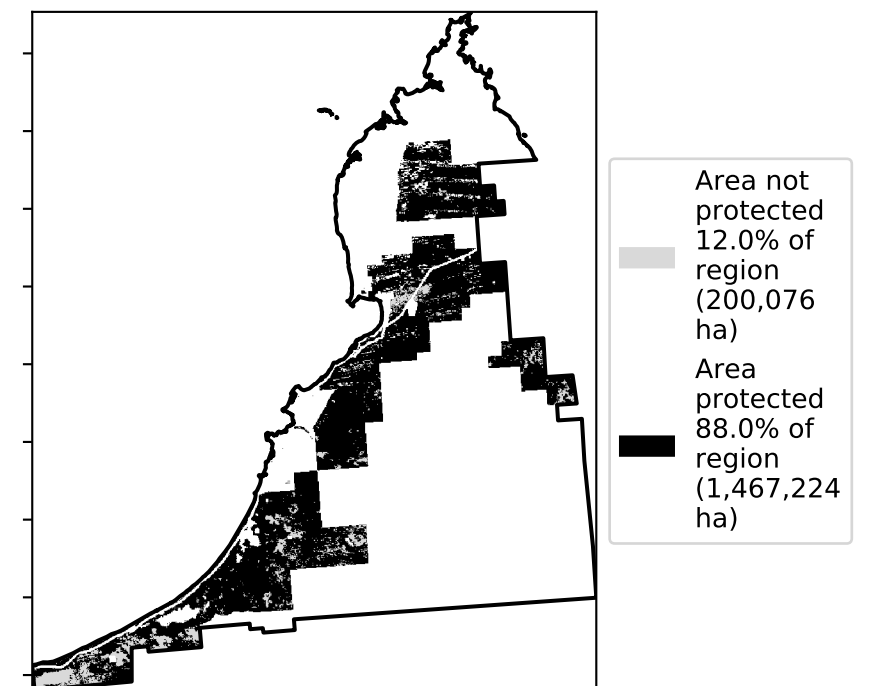 Area not
protected
12.0% of
region
(200,076
ha)
Area
protected
88.0% of
region
(1,467,224
ha)